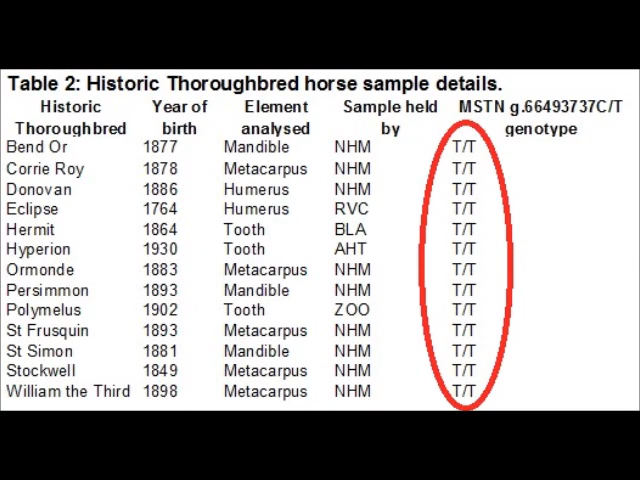 Table 2: Historic Thoroughbred horse sample details.
Historic Year of Element Sample held MSTN g.66493737C/T
Thoroughbred birth analysed by genotype
Bend Or 1877 Mandible NHM T/T
Corrie Roy 1878 Metacarpus NHM T/T
Donovan 1886 Humerus NHM T/T
Eclipse 1764 Humerus RVC T/T
Hermit 1864 Tooth BLA T/T
Hyperion 1930 Tooth AHT T/T
Ormonde 1883 Metacarpus NHM T/T
Persimmon 1893 Mandible NHM T/T
Polymelus 1902 Tooth ZOO T/T
St Frusquin 1893 Metacarpus NHM T/T
St Simon 1881 Mandible NHM T/T
Stockwell 1849 Metacarpus NHM T/T
William the Third 1898 Metacarpus NHM T/T